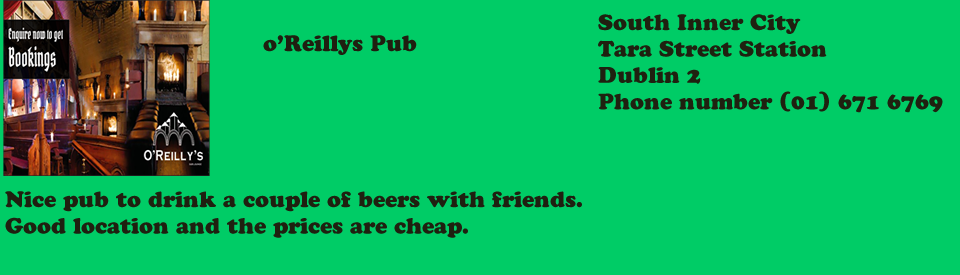 Enquire now to get
Bookings
O'REILLY'S
o'Reillys Pub
South Inner City
Tara Street Station
Dublin 2
Phone number (01) 671 6769
Nice pub to drink a couple of beers with friends.
Good location and the prices are cheap.